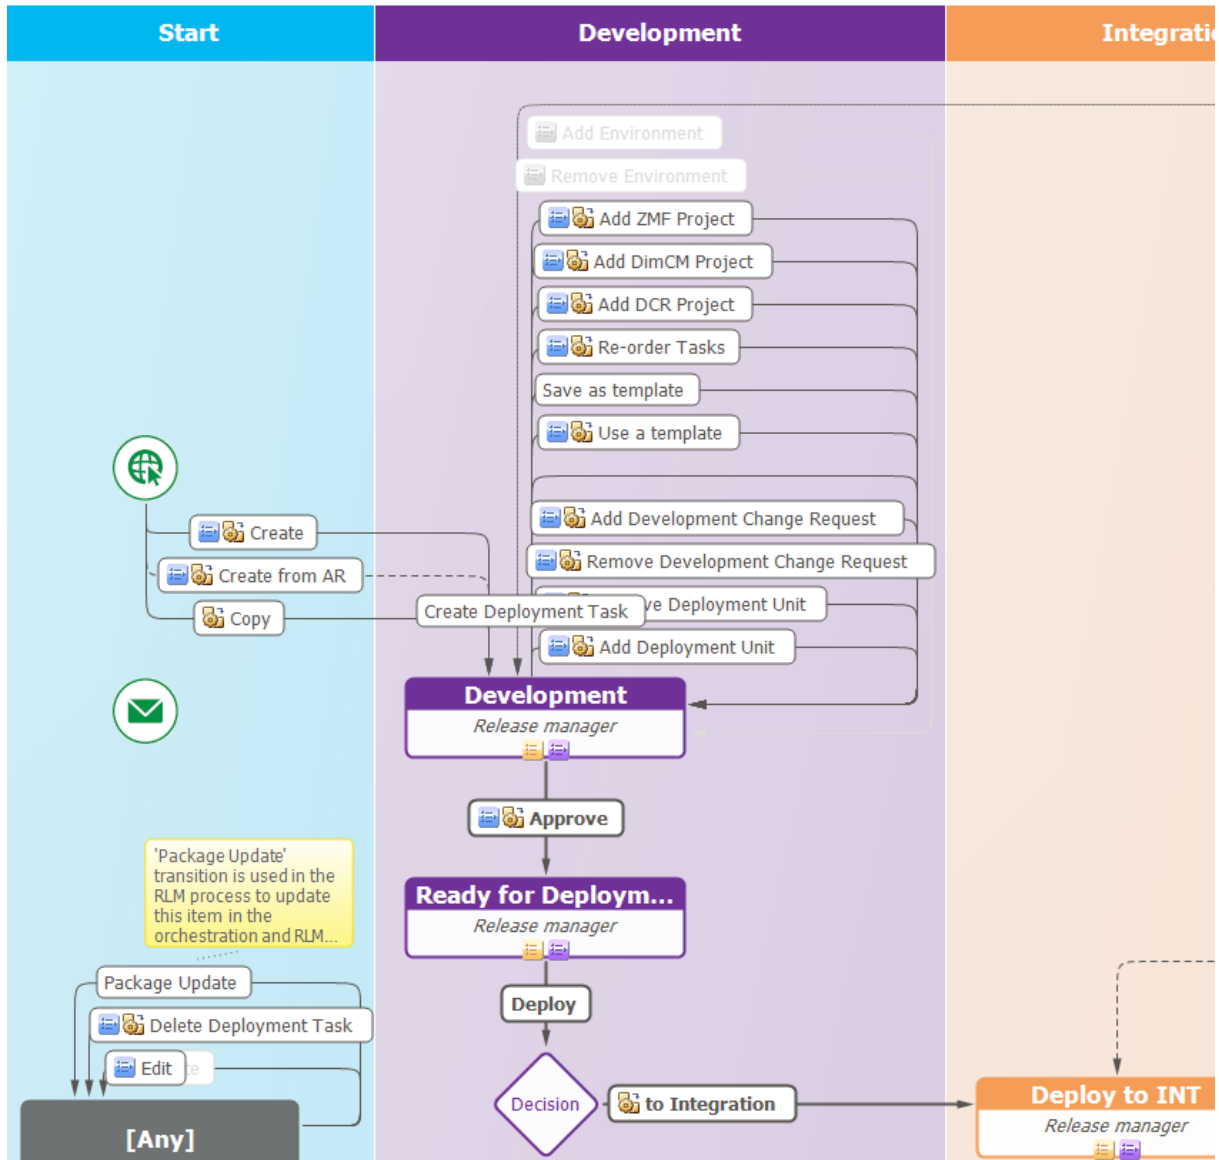 Start
Development
Integratio
Add Environment
Remove Environment
Add ZMF Project
Add DimCM Project
Add DCR Project
Re-order Tasks
Save as template
Use a template
Add Development Change Request
Create
Remove Development Change Request
Create from AR
ve Deployment Unit
Create Deployment Task
Copy
Add Deployment Unit
Development
Release manager
Approve
'Package Update'
transition is used in the
RLM process to update
this item in the
orchestration and RLM...
Ready for Deploym...
Release manager
Package Update
Deploy
Delete Deployment Task
Edit
Decision
to Integration
Deploy to INT
Release manager
[Any]